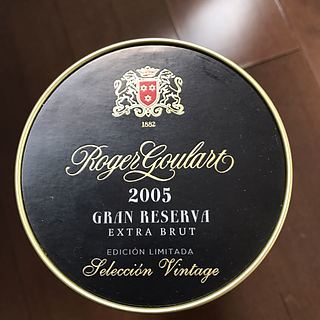 1882
Roger Goulart
2005
GRAN RESERVA
EXTRA BRUT
EDICIÓN LIMITADA
Selección Vintage